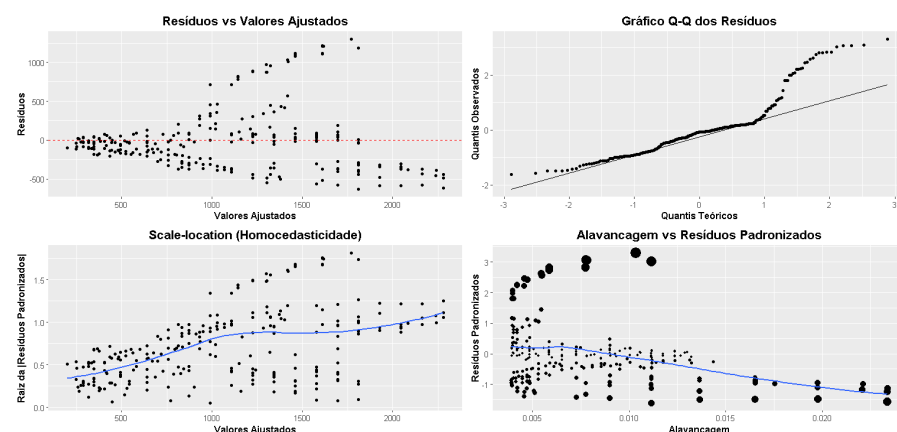 Resíduos vs Valores Ajustados
Resíduos
1000
500
0
-500
500
1000
1500
2000
Valores Ajustados
Gráfico Q-Q dos Resíduos
Quantis Observados
2
0
-2
-3
-2
-1
0
1
2
3
Quantis Teóricos
Scale-location (Homocedasticidade)
Raiz da |Resíduos Padronizados|
1.5
1.0
0.5
0.0
500
1000
1500
2000
Valores Ajustados
Alavancagem vs Resíduos Padronizados
Resíduos Padronizados
3
2
1
0
-1
0.005
0.010
0.015
0.020
Alavancagem